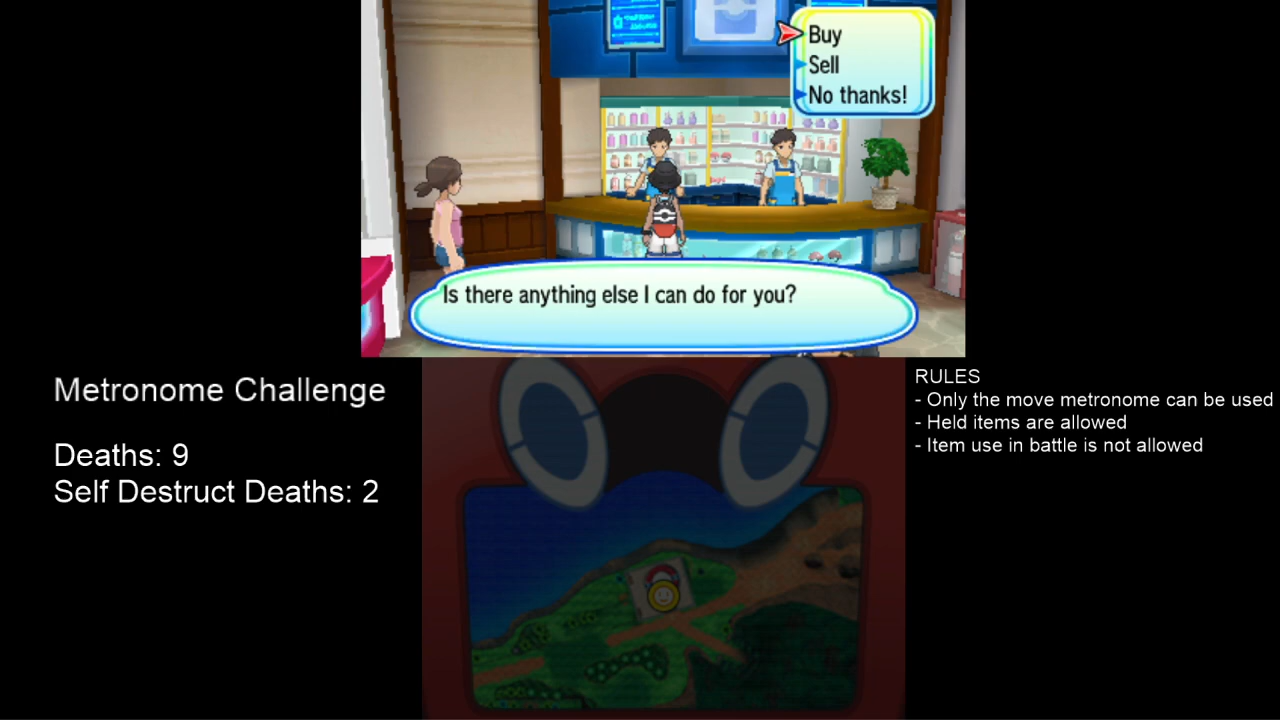 Buy
Sell
No thanks!
Is there anything else I can do for you?
Metronome Challenge
Deaths: 9
Self Destruct Deaths: 2
RULES
- Only the move metronome can be used
- Held items are allowed
- Item use in battle is not allowed